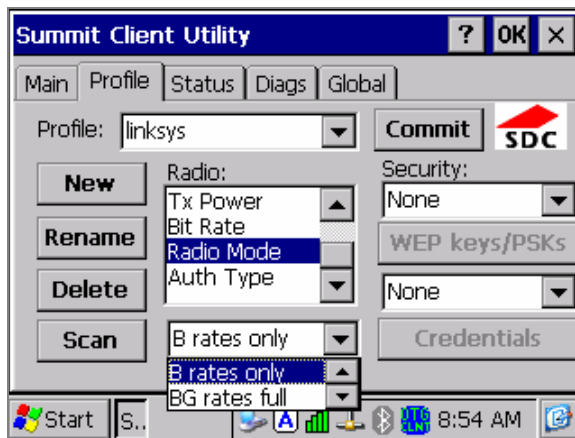 Summit Client Utility ? OK ×
Main Profile Status Diags Global
Profile: linksys Commit SDC
Radio: Security:
New Tx Power None
Bit Rate
Rename Radio Mode WEP keys/PSKs
Auth Type
Delete None
Scan B rates only Credentials
B rates only
BG rates full
Start S.. A 8:54 AM